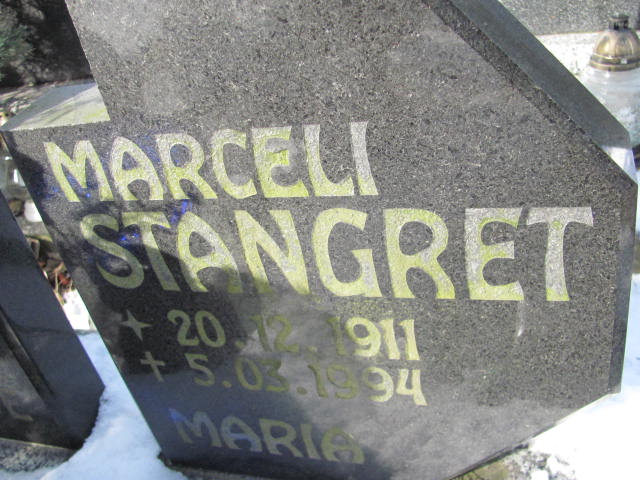 MARCELI
STANGRET
✶ 20.12.1911
✝ 5.03.1994
MARIA